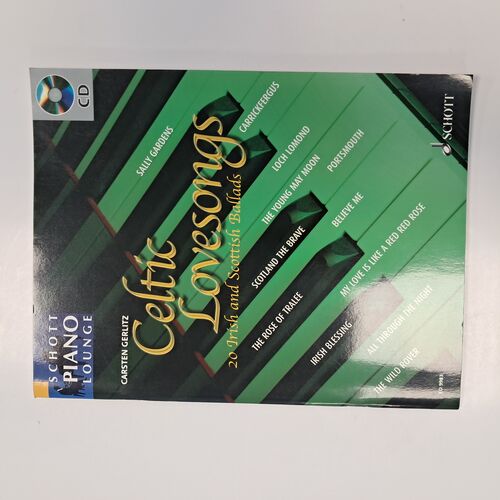 CD
SCHOTT
PIANO
LOUNGE
CARSTEN GERLITZ
Celtic
Lovesongs
20 Irish and Scottish Ballads
SALLY GARDENS
CARRICKFERGUS
LOCH LOMOND
THE YOUNG MAY MOON
PORTSMOUTH
SCOTLAND THE BRAVE
BELIEVE ME
THE ROSE OF TRALEE
MY LOVE IS LIKE A RED RED ROSE
IRISH BLESSING
ALL THROUGH THE NIGHT
THE WILD ROVER
SCHOTT